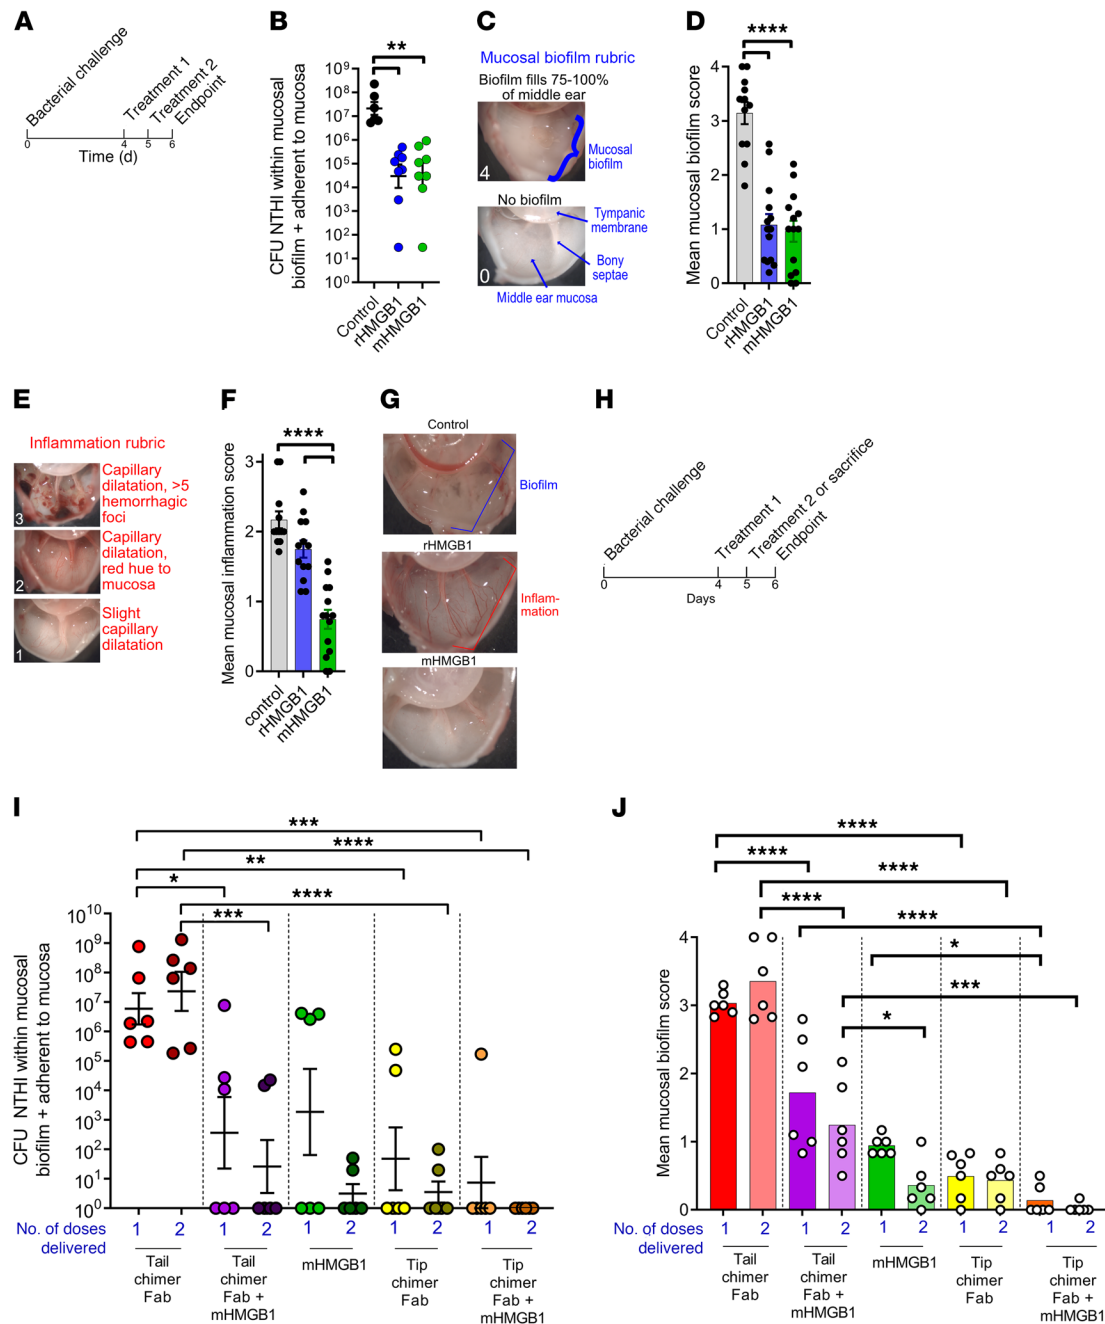 A
Bacterial challenge
Treatment 1
Treatment 2
Endpoint
0
4
5
6
Time (d)
B
**
CFU NTHI within mucosal
biofilm + adherent to mucosa
10⁹
10⁸
10⁷
10⁶
10⁵
10⁴
10³
10²
10¹
10⁰
Control
rHMGB1
mHMGB1
C
Mucosal biofilm rubric
Biofilm fills 75-100%
of middle ear
Mucosal
biofilm
4
No biofilm
Tympanic
membrane
Bony
septae
0
Middle ear mucosa
D
****
Mean mucosal biofilm score
4
3
2
1
0
Control
rHMGB1
mHMGB1
E
Inflammation rubric
Capillary
dilatation, >5
hemorrhagic
foci
3
Capillary
dilatation,
red hue to
mucosa
2
Slight
capillary
dilatation
1
F
****
Mean mucosal inflammation score
3
2
1
0
control
rHMGB1
mHMGB1
G
Control
Biofilm
rHMGB1
Inflam-
mation
mHMGB1
H
Bacterial challenge
Treatment 1
Treatment 2 or sacrifice
Endpoint
0
4
5
6
Days
I
***
****
**
*
****
***
CFU NTHI within mucosal
biofilm + adherent to mucosa
10¹⁰
10⁹
10⁸
10⁷
10⁶
10⁵
10⁴
10³
10²
10¹
10⁰
No. of doses
delivered
1 2 1 2 1 2 1 2 1 2
Tail
chimer
Fab
Tail
chimer
Fab +
mHMGB1
mHMGB1
Tip
chimer
Fab
Tip
chimer
Fab +
mHMGB1
J
****
****
****
****
****
*
***
*
Mean mucosal biofilm score
4
3
2
1
0
No. of doses
delivered
1 2 1 2 1 2 1 2 1 2
Tail
chimer
Fab
Tail
chimer
Fab +
mHMGB1
mHMGB1
Tip
chimer
Fab
Tip
chimer
Fab +
mHMGB1